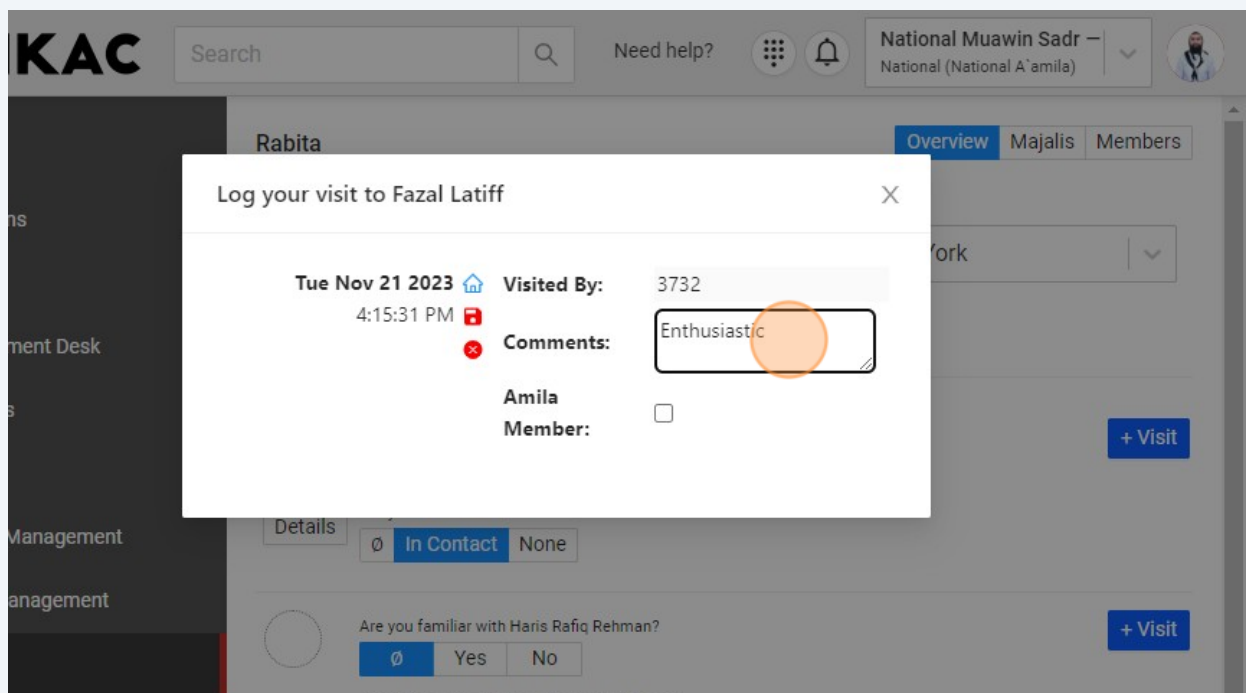 IKAC
Search
Need help?
National Muawin Sadr –
National (National A`amila)
Rabita
Overview
Majalis
Members
Log your visit to Fazal Latiff
X
ns
York
Tue Nov 21 2023
Visited By:
3732
4:15:31 PM
Comments:
Enthusiastic
ment Desk
s
Amila
Member:
+ Visit
Details
Ø
In Contact
None
Management
anagement
Are you familiar with Haris Rafiq Rehman?
+ Visit
Ø
Yes
No